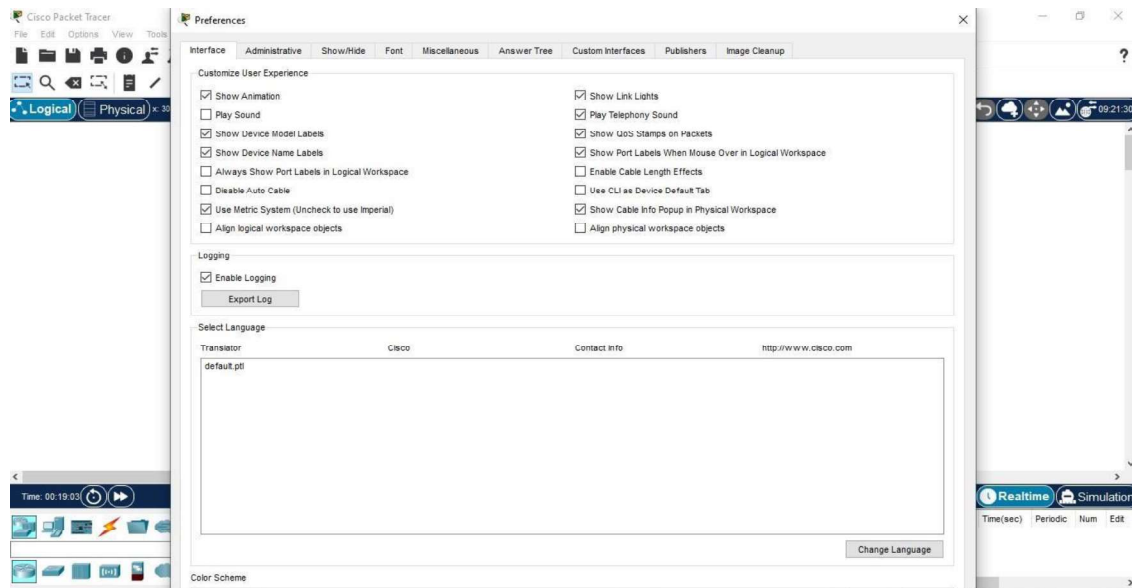 Cisco Packet Tracer
File Edit Options View Tools
Preferences
Interface Administrative Show/Hide Font Miscellaneous Answer Tree Custom Interfaces Publishers Image Cleanup
?
Customize User Experience
Show Animation Show Link Lights
Play Sound Play Telephony Sound
Show Device Model Labels Show QoS Stamps on Packets
Show Device Name Labels Show Port Labels When Mouse Over in Logical Workspace
Always Show Port Labels in Logical Workspace Enable Cable Length Effects
Disable Auto Cable Use CLI as Device Default Tab
Use Metric System (Uncheck to use Imperial) Show Cable Info Popup in Physical Workspace
Align logical workspace objects Align physical workspace objects
Logical Physical x: 30 09:21:30
Logging
Enable Logging
Export Log
Select Language
Translator Cisco Contact Info http://www.cisco.com
default.ptl
Change Language
Color Scheme
Time: 00:19:03 Realtime Simulation
Time(sec) Periodic Num Edit